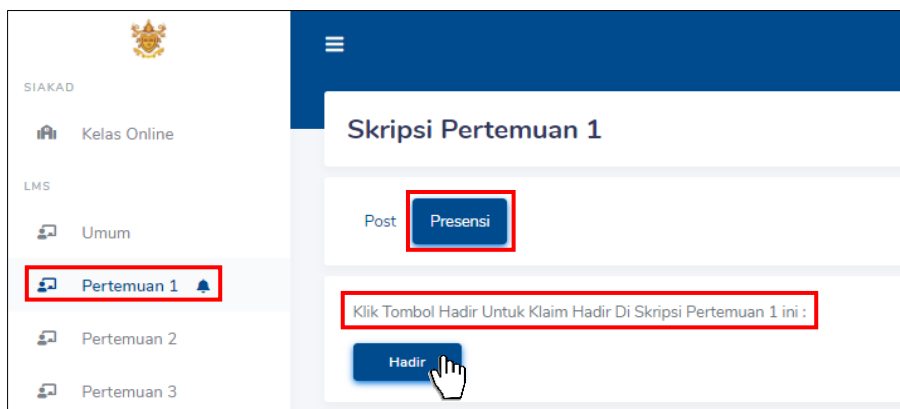 SIAKAD
Kelas Online
LMS
Umum
Pertemuan 1
Pertemuan 2
Pertemuan 3
Skripsi Pertemuan 1
Post Presensi
Klik Tombol Hadir Untuk Klaim Hadir Di Skripsi Pertemuan 1 ini :
Hadir